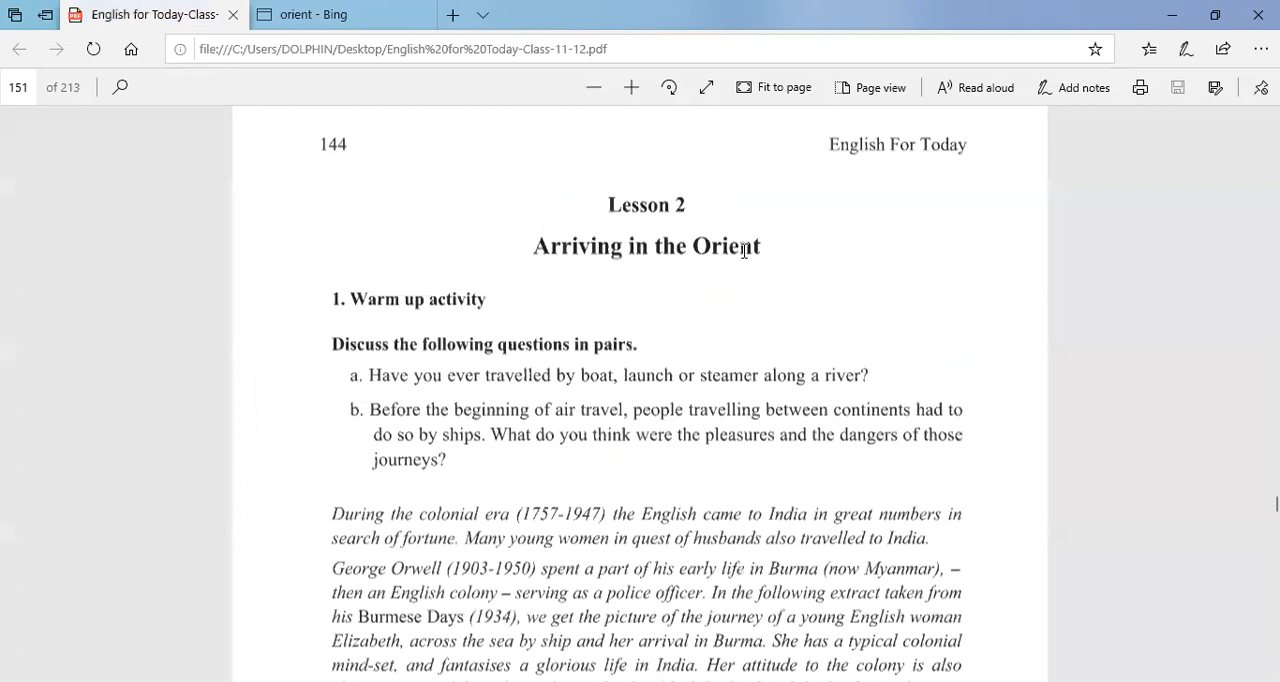 English for Today-Class-
orient - Bing
file:///C:/Users/DOLPHIN/Desktop/English%20for%20Today-Class-11-12.pdf
151 of 213
Fit to page
Page view
Read aloud
Add notes
144
English For Today
Lesson 2
Arriving in the Orient
1. Warm up activity
Discuss the following questions in pairs.
a. Have you ever travelled by boat, launch or steamer along a river?
b. Before the beginning of air travel, people travelling between continents had to
do so by ships. What do you think were the pleasures and the dangers of those
journeys?
During the colonial era (1757-1947) the English came to India in great numbers in
search of fortune. Many young women in quest of husbands also travelled to India.
George Orwell (1903-1950) spent a part of his early life in Burma (now Myanmar), –
then an English colony – serving as a police officer. In the following extract taken from
his Burmese Days (1934), we get the picture of the journey of a young English woman
Elizabeth, across the sea by ship and her arrival in Burma. She has a typical colonial
mind-set, and fantasises a glorious life in India. Her attitude to the colony is also